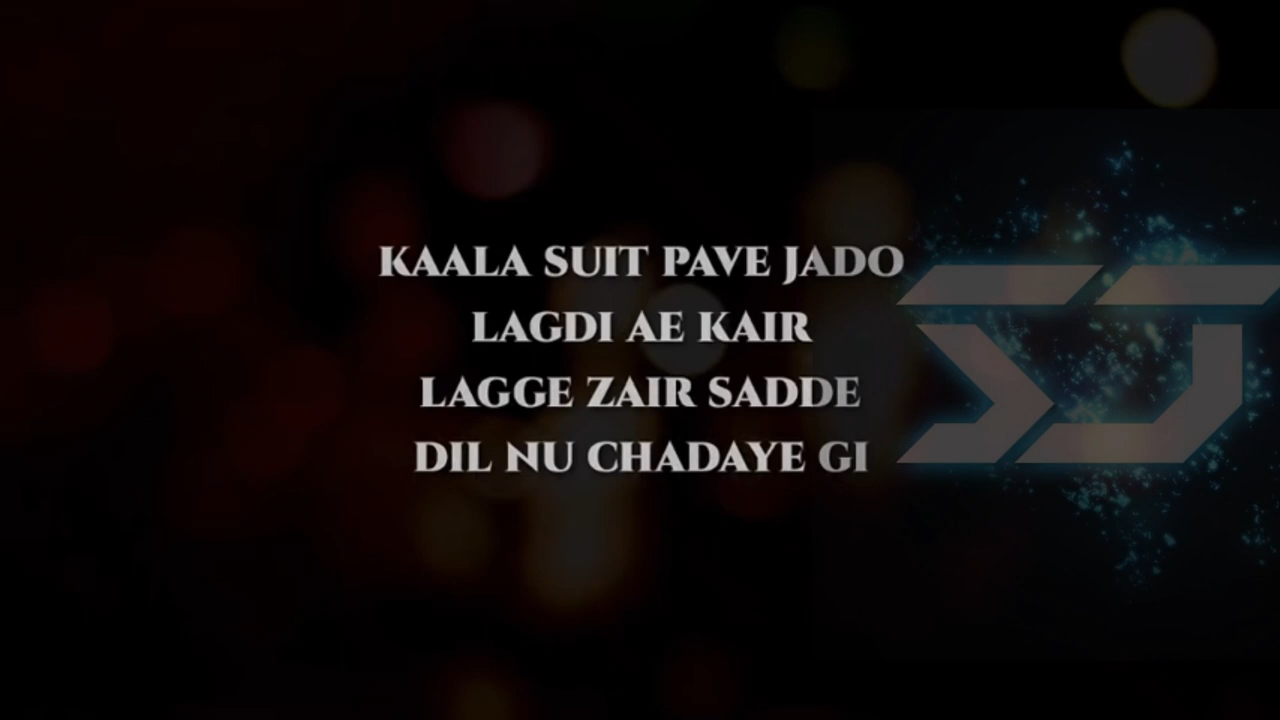 KAALA SUIT PAVE JADO
LAGDI AE KAIR
LAGGE ZAIR SADDE
DIL NU CHADAYE GI